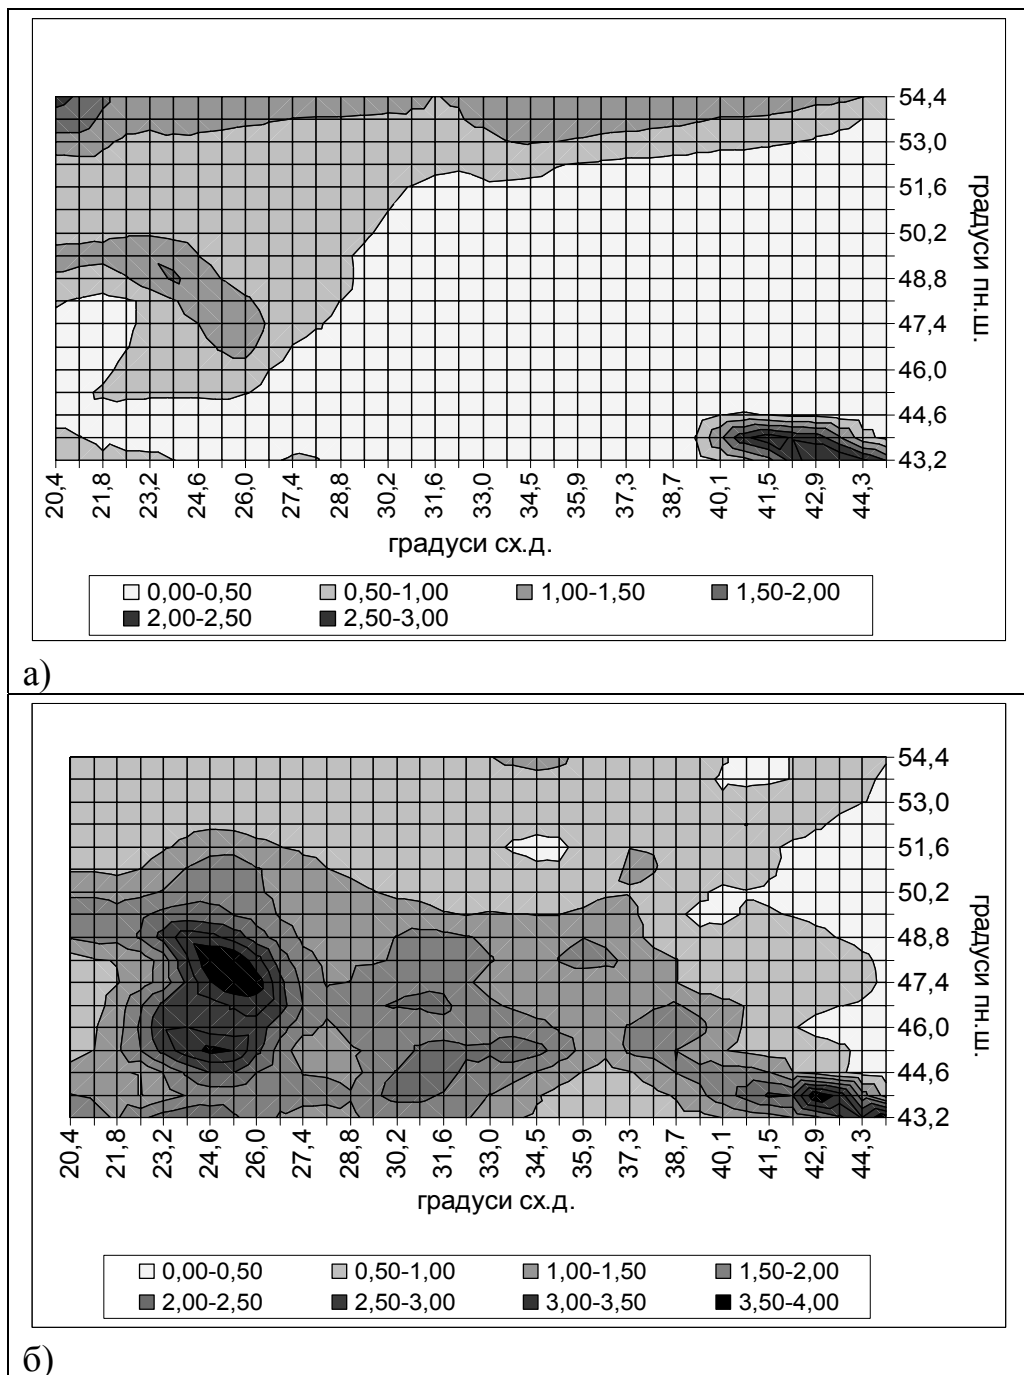 54,4
53,0
51,6
50,2
48,8
47,4
46,0
44,6
43,2
градуси пн.ш.
20,4 21,8 23,2 24,6 26,0 27,4 28,8 30,2 31,6 33,0 34,5 35,9 37,3 38,7 40,1 41,5 42,9 44,3
градуси сх.д.
0,00-0,50 0,50-1,00 1,00-1,50 1,50-2,00
2,00-2,50 2,50-3,00
а)
54,4
53,0
51,6
50,2
48,8
47,4
46,0
44,6
43,2
градуси пн.ш.
20,4 21,8 23,2 24,6 26,0 27,4 28,8 30,2 31,6 33,0 34,5 35,9 37,3 38,7 40,1 41,5 42,9 44,3
градуси сх.д.
0,00-0,50 0,50-1,00 1,00-1,50 1,50-2,00
2,00-2,50 2,50-3,00 3,00-3,50 3,50-4,00
б)